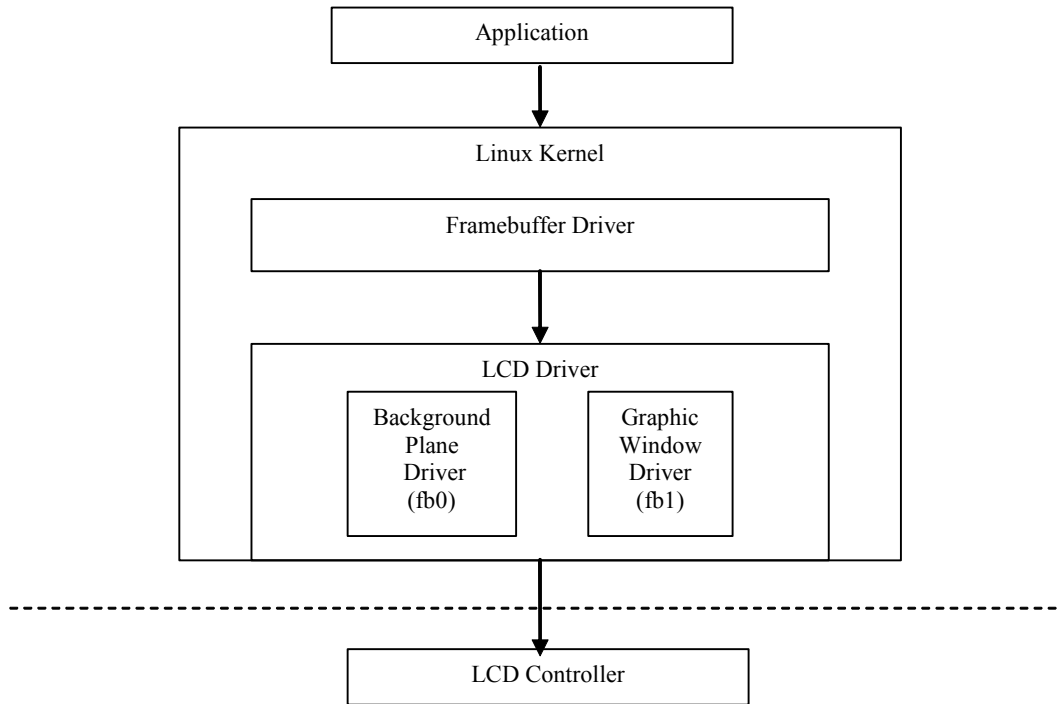 Application
Linux Kernel
Framebuffer Driver
LCD Driver
Background
Plane
Driver
(fb0)
Graphic
Window
Driver
(fb1)
LCD Controller